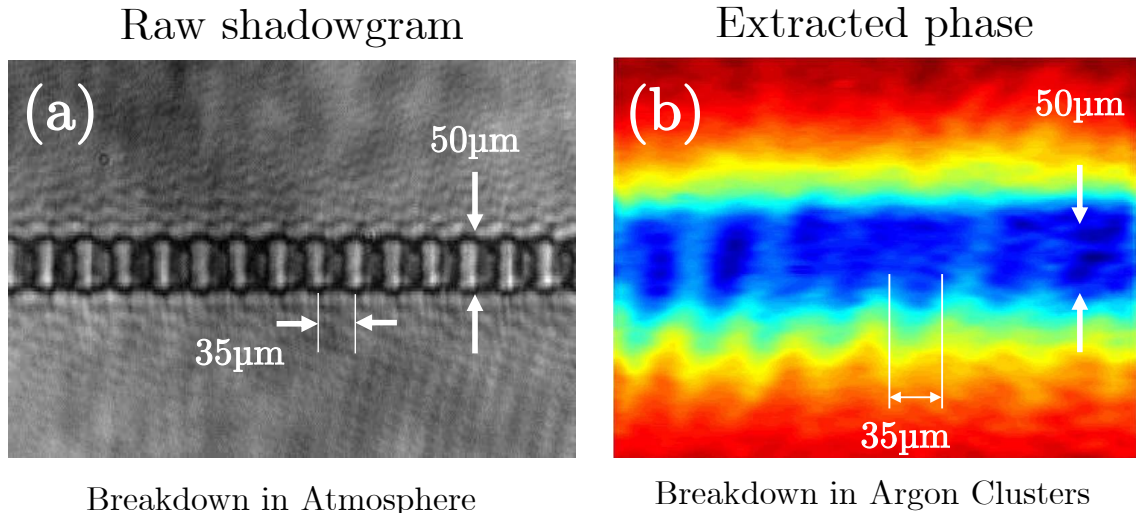 Raw shadowgram
Extracted phase
(a)
50µm
35µm
(b)
50µm
35µm
Breakdown in Atmosphere
Breakdown in Argon Clusters